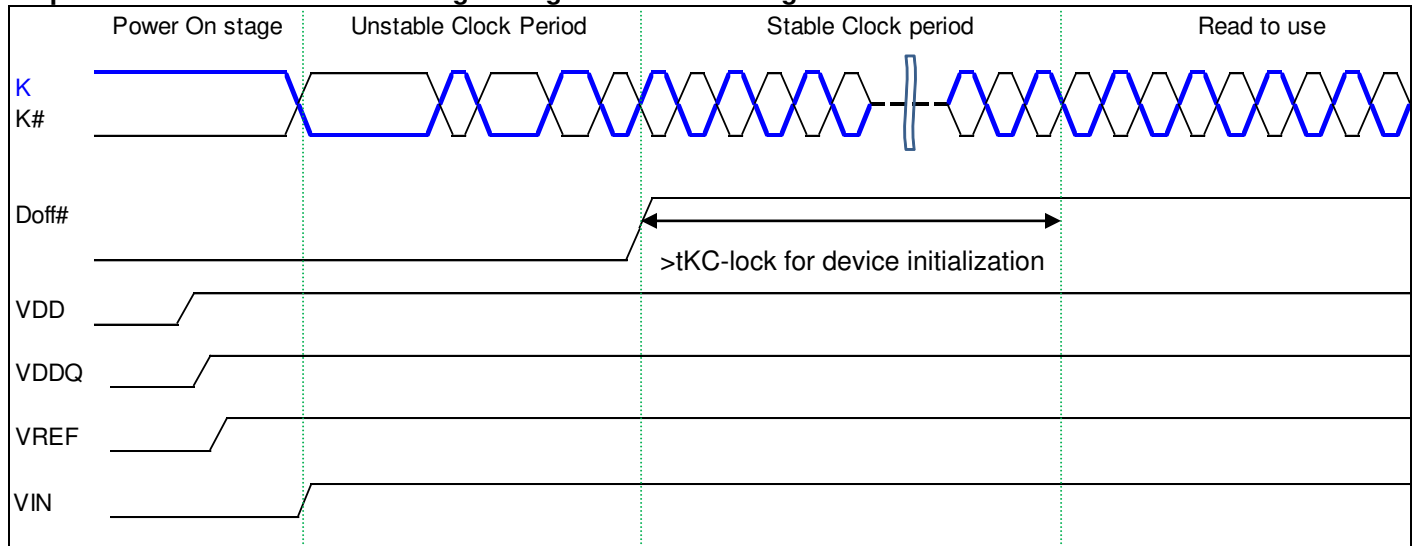 Power On stage Unstable Clock Period Stable Clock period Read to use
K
K#
Doff#
>tKC-lock for device initialization
VDD
VDDQ
VREF
VIN